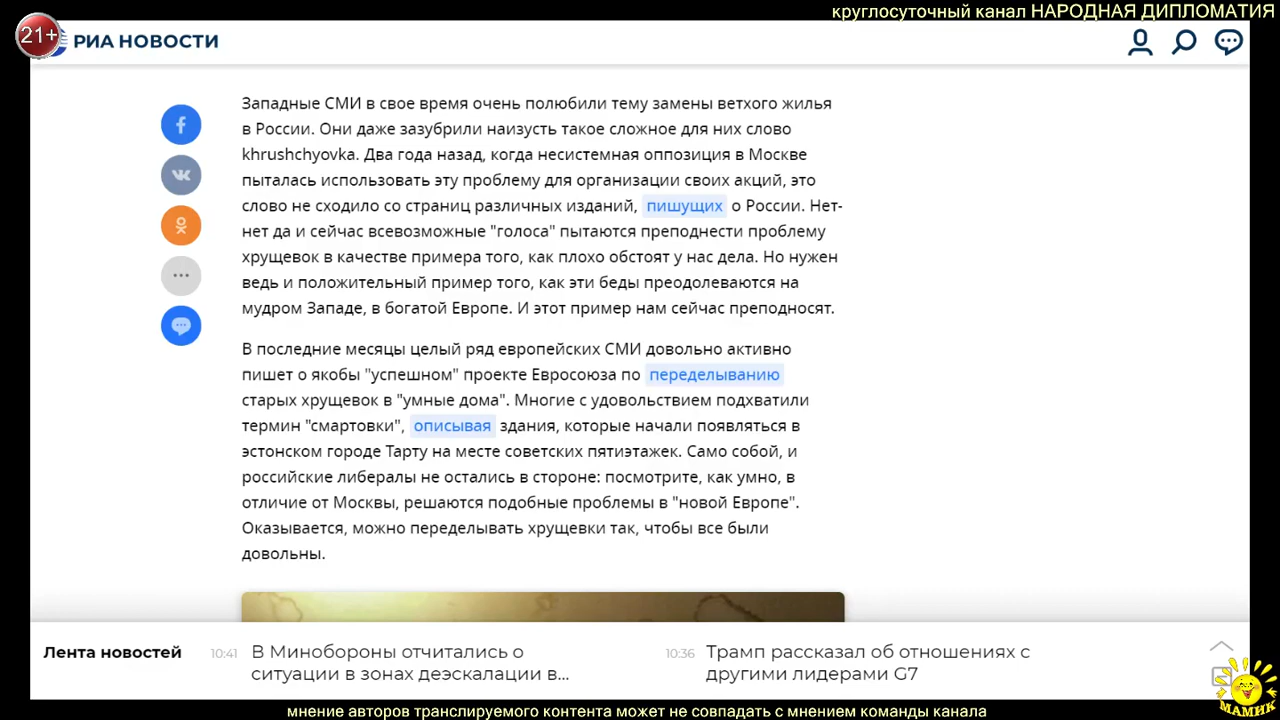 круглосуточный канал НАРОДНАЯ ДИПЛОМАТИЯ
21+
РИА НОВОСТИ
Западные СМИ в свое время очень полюбили тему замены ветхого жилья
в России. Они даже зазубрили наизусть такое сложное для них слово
khrushchyovka. Два года назад, когда несистемная оппозиция в Москве
пыталась использовать эту проблему для организации своих акций, это
слово не сходило со страниц различных изданий, пишущих о России. Нет-
нет да и сейчас всевозможные "голоса" пытаются преподнести проблему
хрущевок в качестве примера того, как плохо обстоят у нас дела. Но нужен
ведь и положительный пример того, как эти беды преодолеваются на
мудром Западе, в богатой Европе. И этот пример нам сейчас преподносят.
В последние месяцы целый ряд европейских СМИ довольно активно
пишет о якобы "успешном" проекте Евросоюза по переделыванию
старых хрущевок в "умные дома". Многие с удовольствием подхватили
термин "смартовки", описывая здания, которые начали появляться в
эстонском городе Тарту на месте советских пятиэтажек. Само собой, и
российские либералы не остались в стороне: посмотрите, как умно, в
отличие от Москвы, решаются подобные проблемы в "новой Европе".
Оказывается, можно переделывать хрущевки так, чтобы все были
довольны.
Лента новостей
10:41 В Минобороны отчитались о
ситуации в зонах деэскалации в...
10:36 Трамп рассказал об отношениях с
другими лидерами G7
МАМИК
мнение авторов транслируемого контента может не совпадать с мнением команды канала